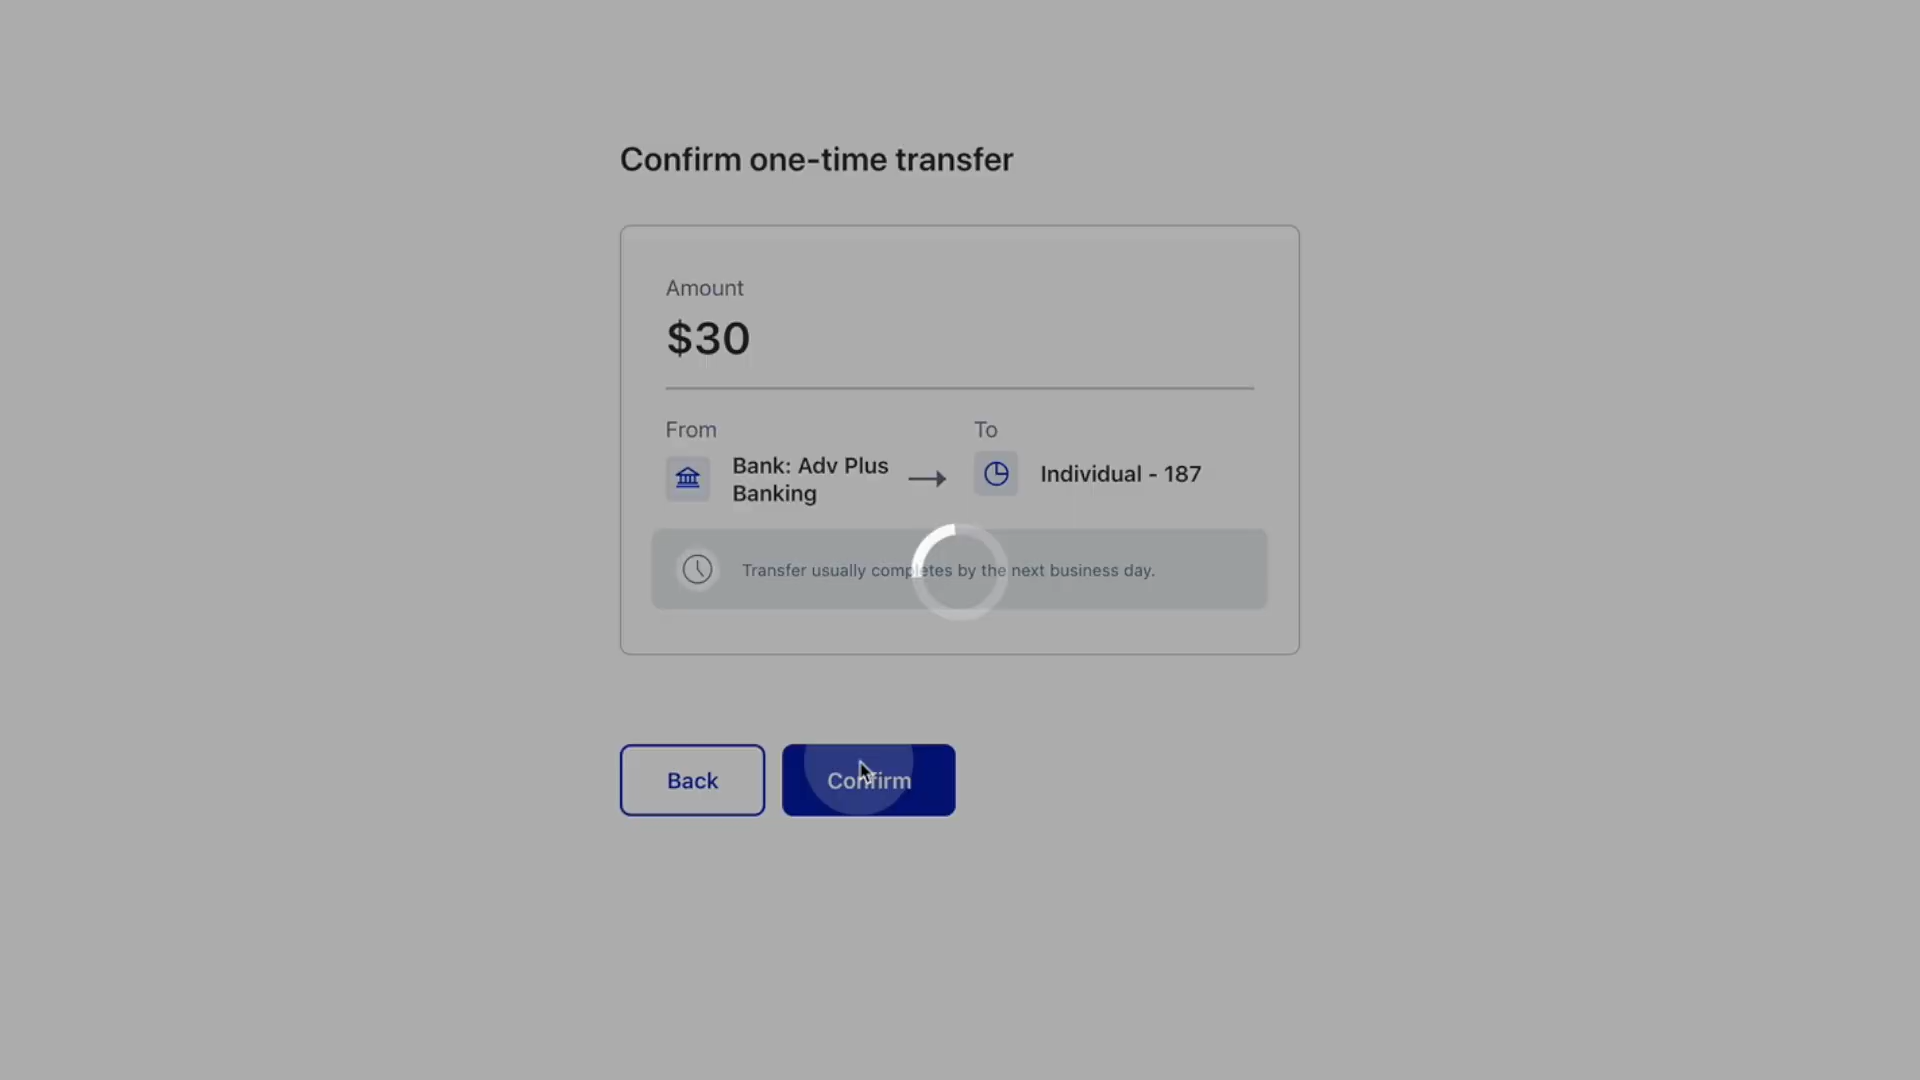 Confirm one-time transfer
Amount
$30
From
To
Bank: Adv Plus
Banking
Individual - 187
Transfer usually completes by the next business day.
Back
Confirm